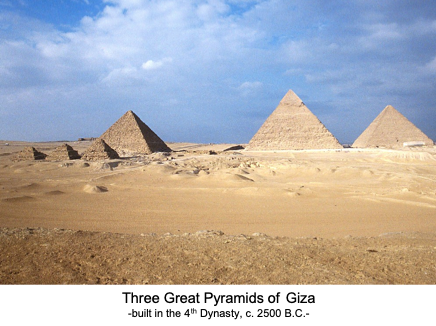 Three Great Pyramids of Giza
-built in the 4th Dynasty, c. 2500 B.C.-